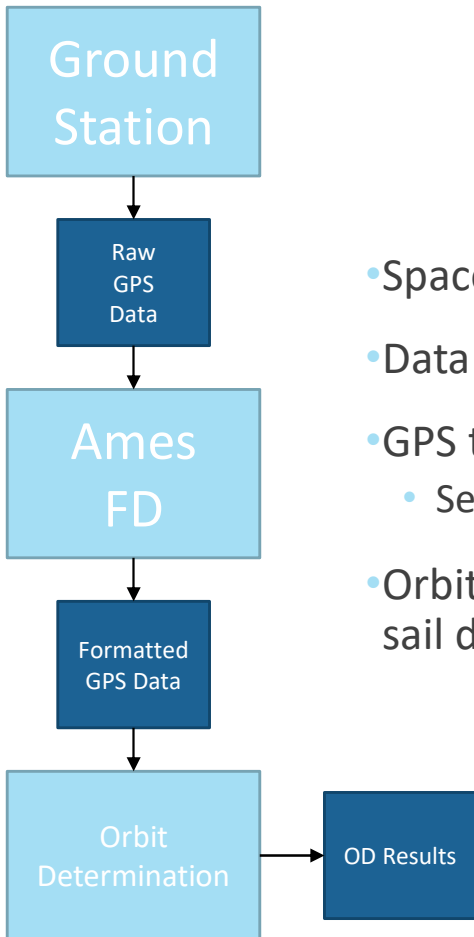 Ground
Station
Raw
GPS
Data
Ames
FD
Formatted
GPS Data
Orbit
Determination
OD Results
•Spac
•Data
•GPS t
• Se
•Orbit
sail d